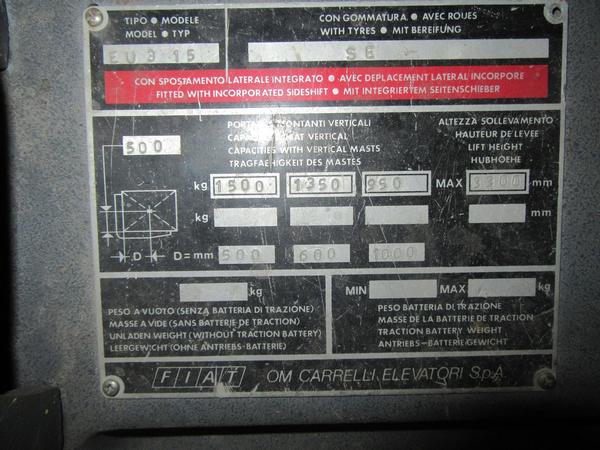 TIPO • MODELE
MODEL • TYP
CON GOMMATURA • AVEC ROUES
WITH TYRES • MIT BEREIFUNG
EU3 15
SE
CON SPOSTAMENTO LATERALE INTEGRATO • AVEC DEPLACEMENT LATERAL INCORPORE
FITTED WITH INCORPORATED SIDESHIFT • MIT INTEGRIERTEM SEITENSCHIEBER
MONTANTI VERTICALI
VERTICAL
CAPACITIES WITH VERTICAL MASTS
TRAGFAEHIGKEIT DES MASTES
ALTEZZA SOLLEVAMENTO
HAUTEUR DE LEVEE
LIFT HEIGHT
HUBHOEHE
500
kg 1500 1350 950 MAX 3300 mm
kg mm
D D=mm 500 600 1000
kg
MIN MAX kg
PESO A VUOTO (SENZA BATTERIA DI TRAZIONE)
MASSE A VIDE (SANS BATTERIE DE TRACTION)
UNLADEN WEIGHT (WITHOUT TRACTION BATTERY)
LEERGEWICHT (OHNE ANTRIEBS-BATTERIE)
PESO BATTERIA DI TRAZIONE
MASSE DE LA BATTERIE DE TRACTION
TRACTION BATTERY WEIGHT
ANTRIEBS-BATTERIEGEWICHT
FIAT OM CARRELLI ELEVATORI S.p.A.